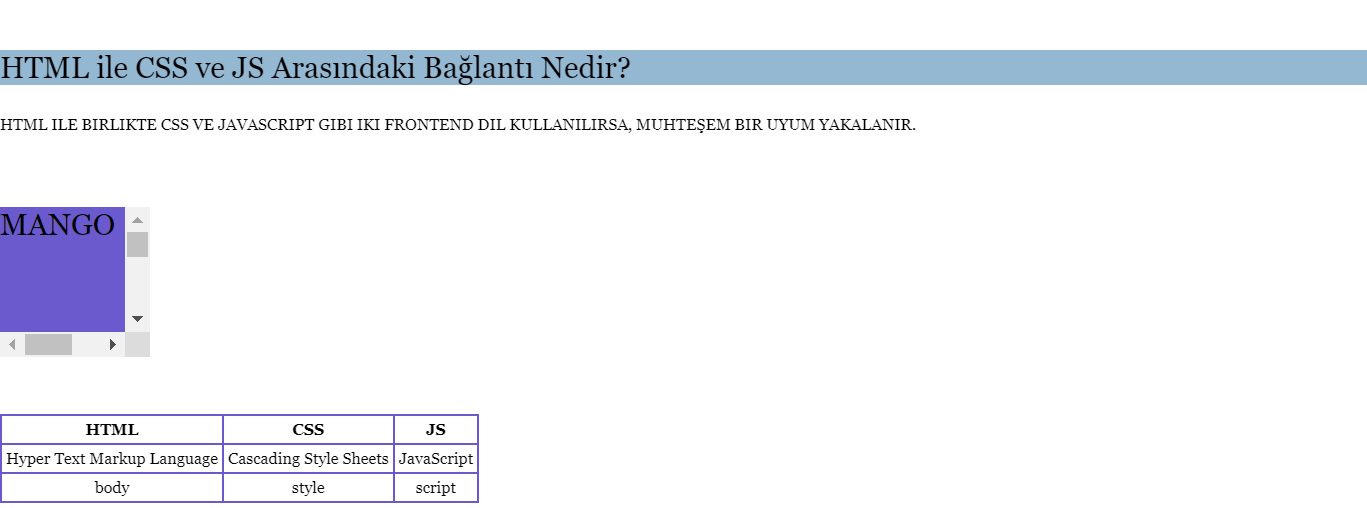 HTML ile CSS ve JS Arasındaki Bağlantı Nedir?
HTML ILE BIRLIKTE CSS VE JAVASCRIPT GIBI IKI FRONTEND DIL KULLANILIRSA, MUHTEŞEM BIR UYUM YAKALANIR.
MANGO
HTML CSS JS
Hyper Text Markup Language Cascading Style Sheets JavaScript
body style script